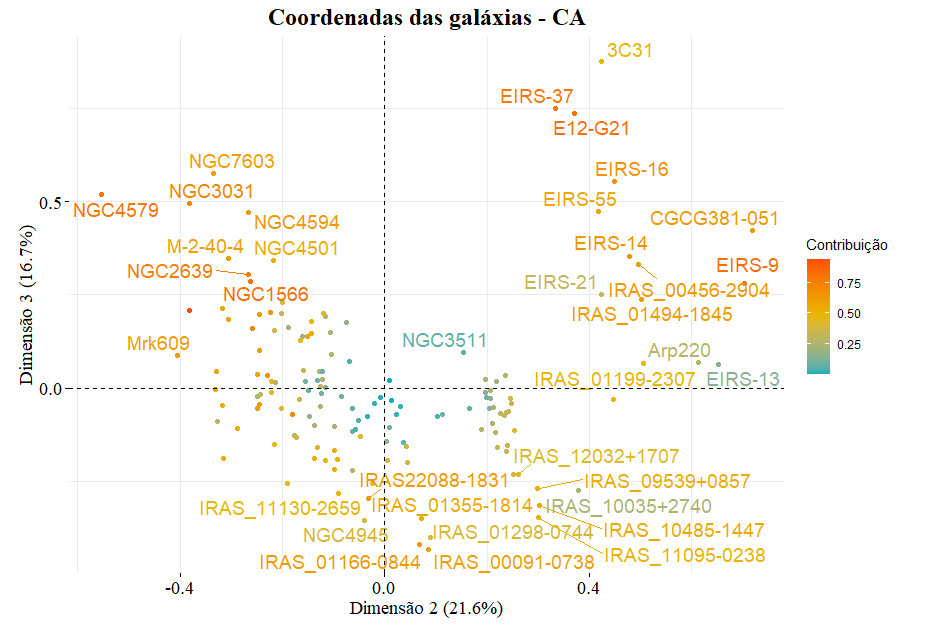 Coordenadas das galáxias - CA
3C31
EIRS-37
E12-G21
NGC7603
EIRS-16
NGC3031
EIRS-55
0.5
NGC4579
NGC4594
CGCG381-051
M-2-40-4
NGC4501
EIRS-14
Contribuição
NGC2639
EIRS-9
0.75
EIRS-21
IRAS_00456-2904
NGC1566
IRAS_01494-1845
0.50
Mrk609
NGC3511
Arp220
0.25
IRAS_01199-2307
EIRS-13
0.0
Dimensão 3 (16.7%)
IRAS_12032+1707
IRAS22088-1831
IRAS_09539+0857
IRAS_11130-2659
IRAS_01355-1814
IRAS_10035+2740
NGC4945
IRAS_01298-0744
IRAS_10485-1447
IRAS_11095-0238
IRAS_01166-0844
IRAS_00091-0738
-0.4
0.0
0.4
Dimensão 2 (21.6%)